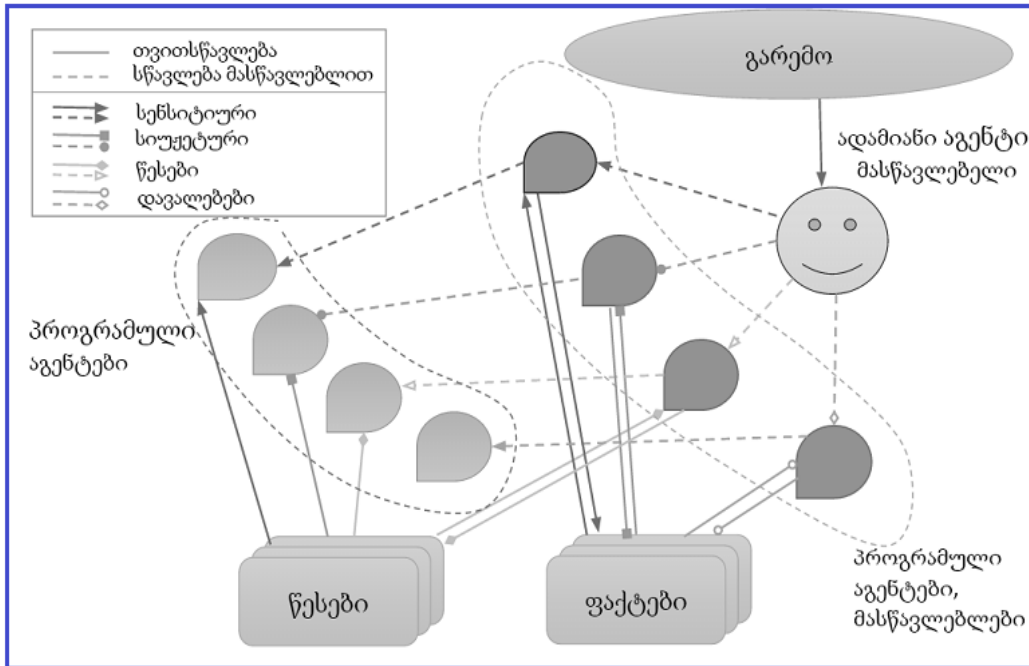 თვითსწავლება
სწავლება მასწავლებლით
სენსიტიური
სიუჟეტური
წესები
დავალებები
გარემო
ადამიანი აგენტი
მასწავლებელი
პროგრამული
აგენტები
წესები
ფაქტები
პროგრამული
აგენტები,
მასწავლებლები